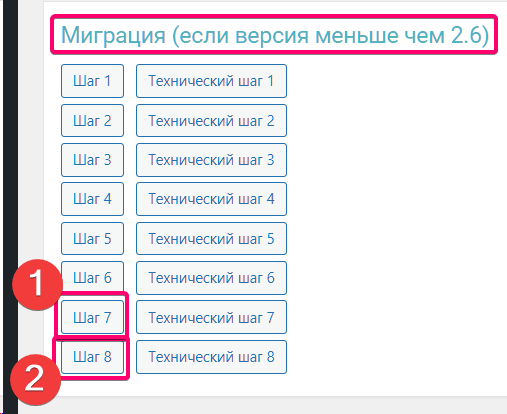 Миграция (если версия меньше чем 2.6)
Шаг 1 Технический шаг 1
Шаг 2 Технический шаг 2
Шаг 3 Технический шаг 3
Шаг 4 Технический шаг 4
Шаг 5 Технический шаг 5
Шаг 6 Технический шаг 6
1
Шаг 7 Технический шаг 7
Шаг 8 Технический шаг 8
2